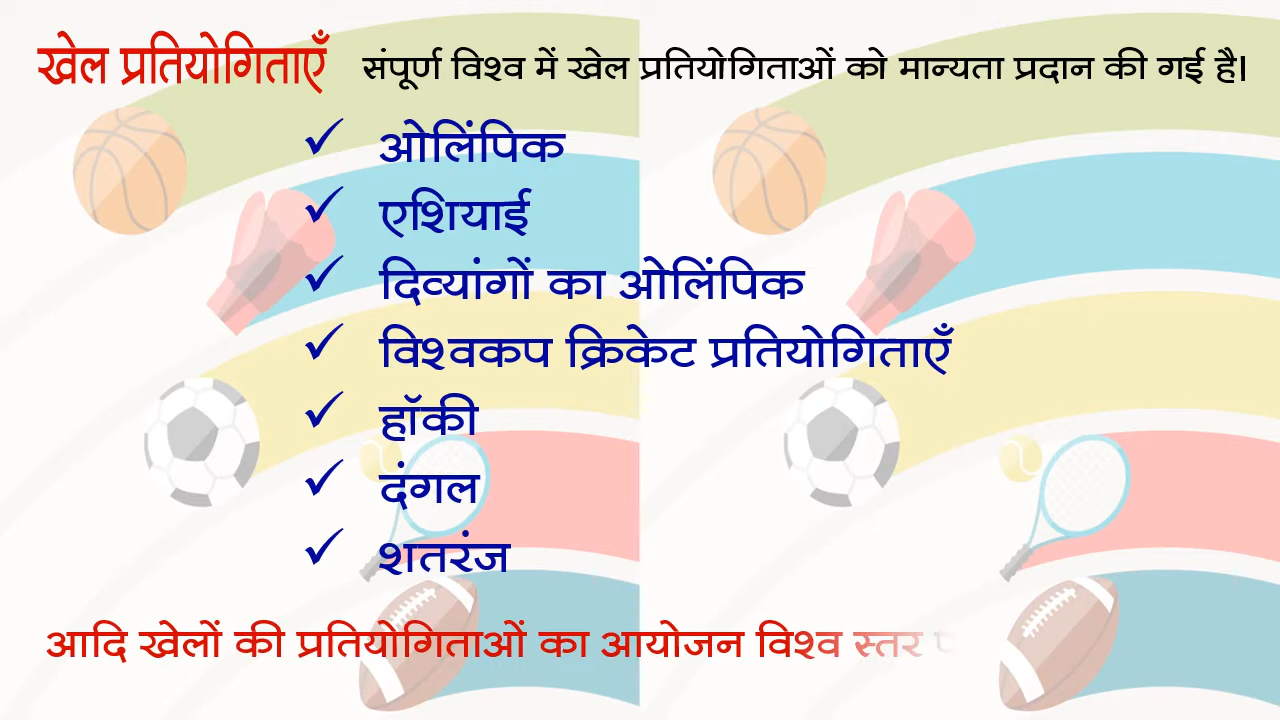 खेल प्रतियोगिताएँ संपूर्ण विश्व में खेल प्रतियोगिताओं को मान्यता प्रदान की गई है।
✓ ओलिंपिक
✓ एशियाई
✓ दिव्यांगों का ओलिंपिक
✓ विश्वकप क्रिकेट प्रतियोगिताएँ
✓ हॉकी
✓ दंगल
✓ शतरंज
आदि खेलों की प्रतियोगिताओं का आयोजन विश्व स्तर